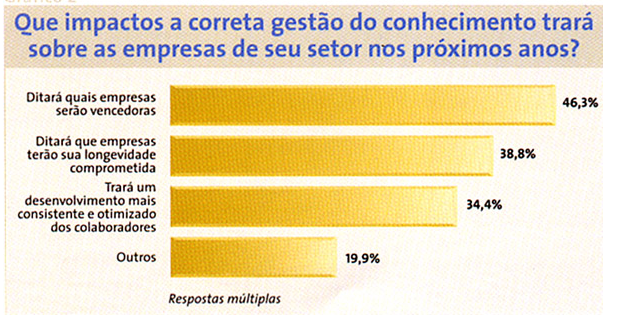 Que impactos a correta gestão do conhecimento trará
sobre as empresas de seu setor nos próximos anos?
Ditará quais empresas
serão vencedoras
46,3%
Ditará que empresas
terão sua longevidade
comprometida
38,8%
Trará um
desenvolvimento mais
consistente e otimizado
dos colaboradores
34,4%
Outros
19,9%
Respostas múltiplas